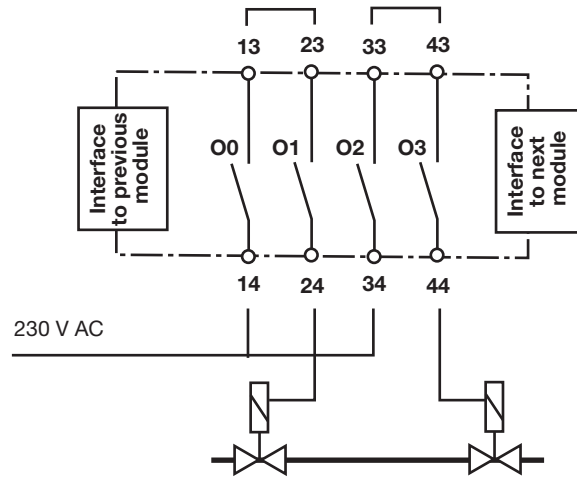 13 23 33 43
Interface
to previous
module
O0 O1 O2 O3
Interface
to next
module
14 24 34 44
230 V AC